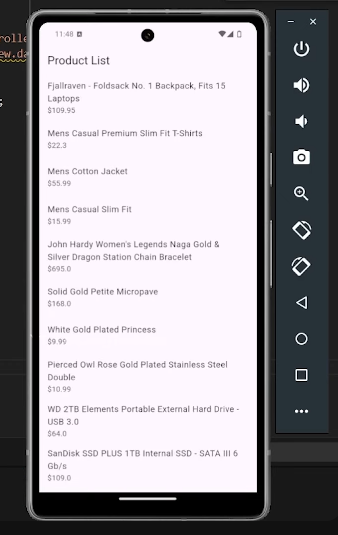 rolle
ew.da
11:48
Product List
Fjallraven - Foldsack No. 1 Backpack, Fits 15
Laptops
$109.95
Mens Casual Premium Slim Fit T-Shirts
$22.3
Mens Cotton Jacket
$55.99
Mens Casual Slim Fit
$15.99
John Hardy Women's Legends Naga Gold &
Silver Dragon Station Chain Bracelet
$695.0
Solid Gold Petite Micropave
$168.0
White Gold Plated Princess
$9.99
Pierced Owl Rose Gold Plated Stainless Steel
Double
$10.99
WD 2TB Elements Portable External Hard Drive -
USB 3.0
$64.0
SanDisk SSD PLUS 1TB Internal SSD - SATA III 6
Gb/s
$109.0